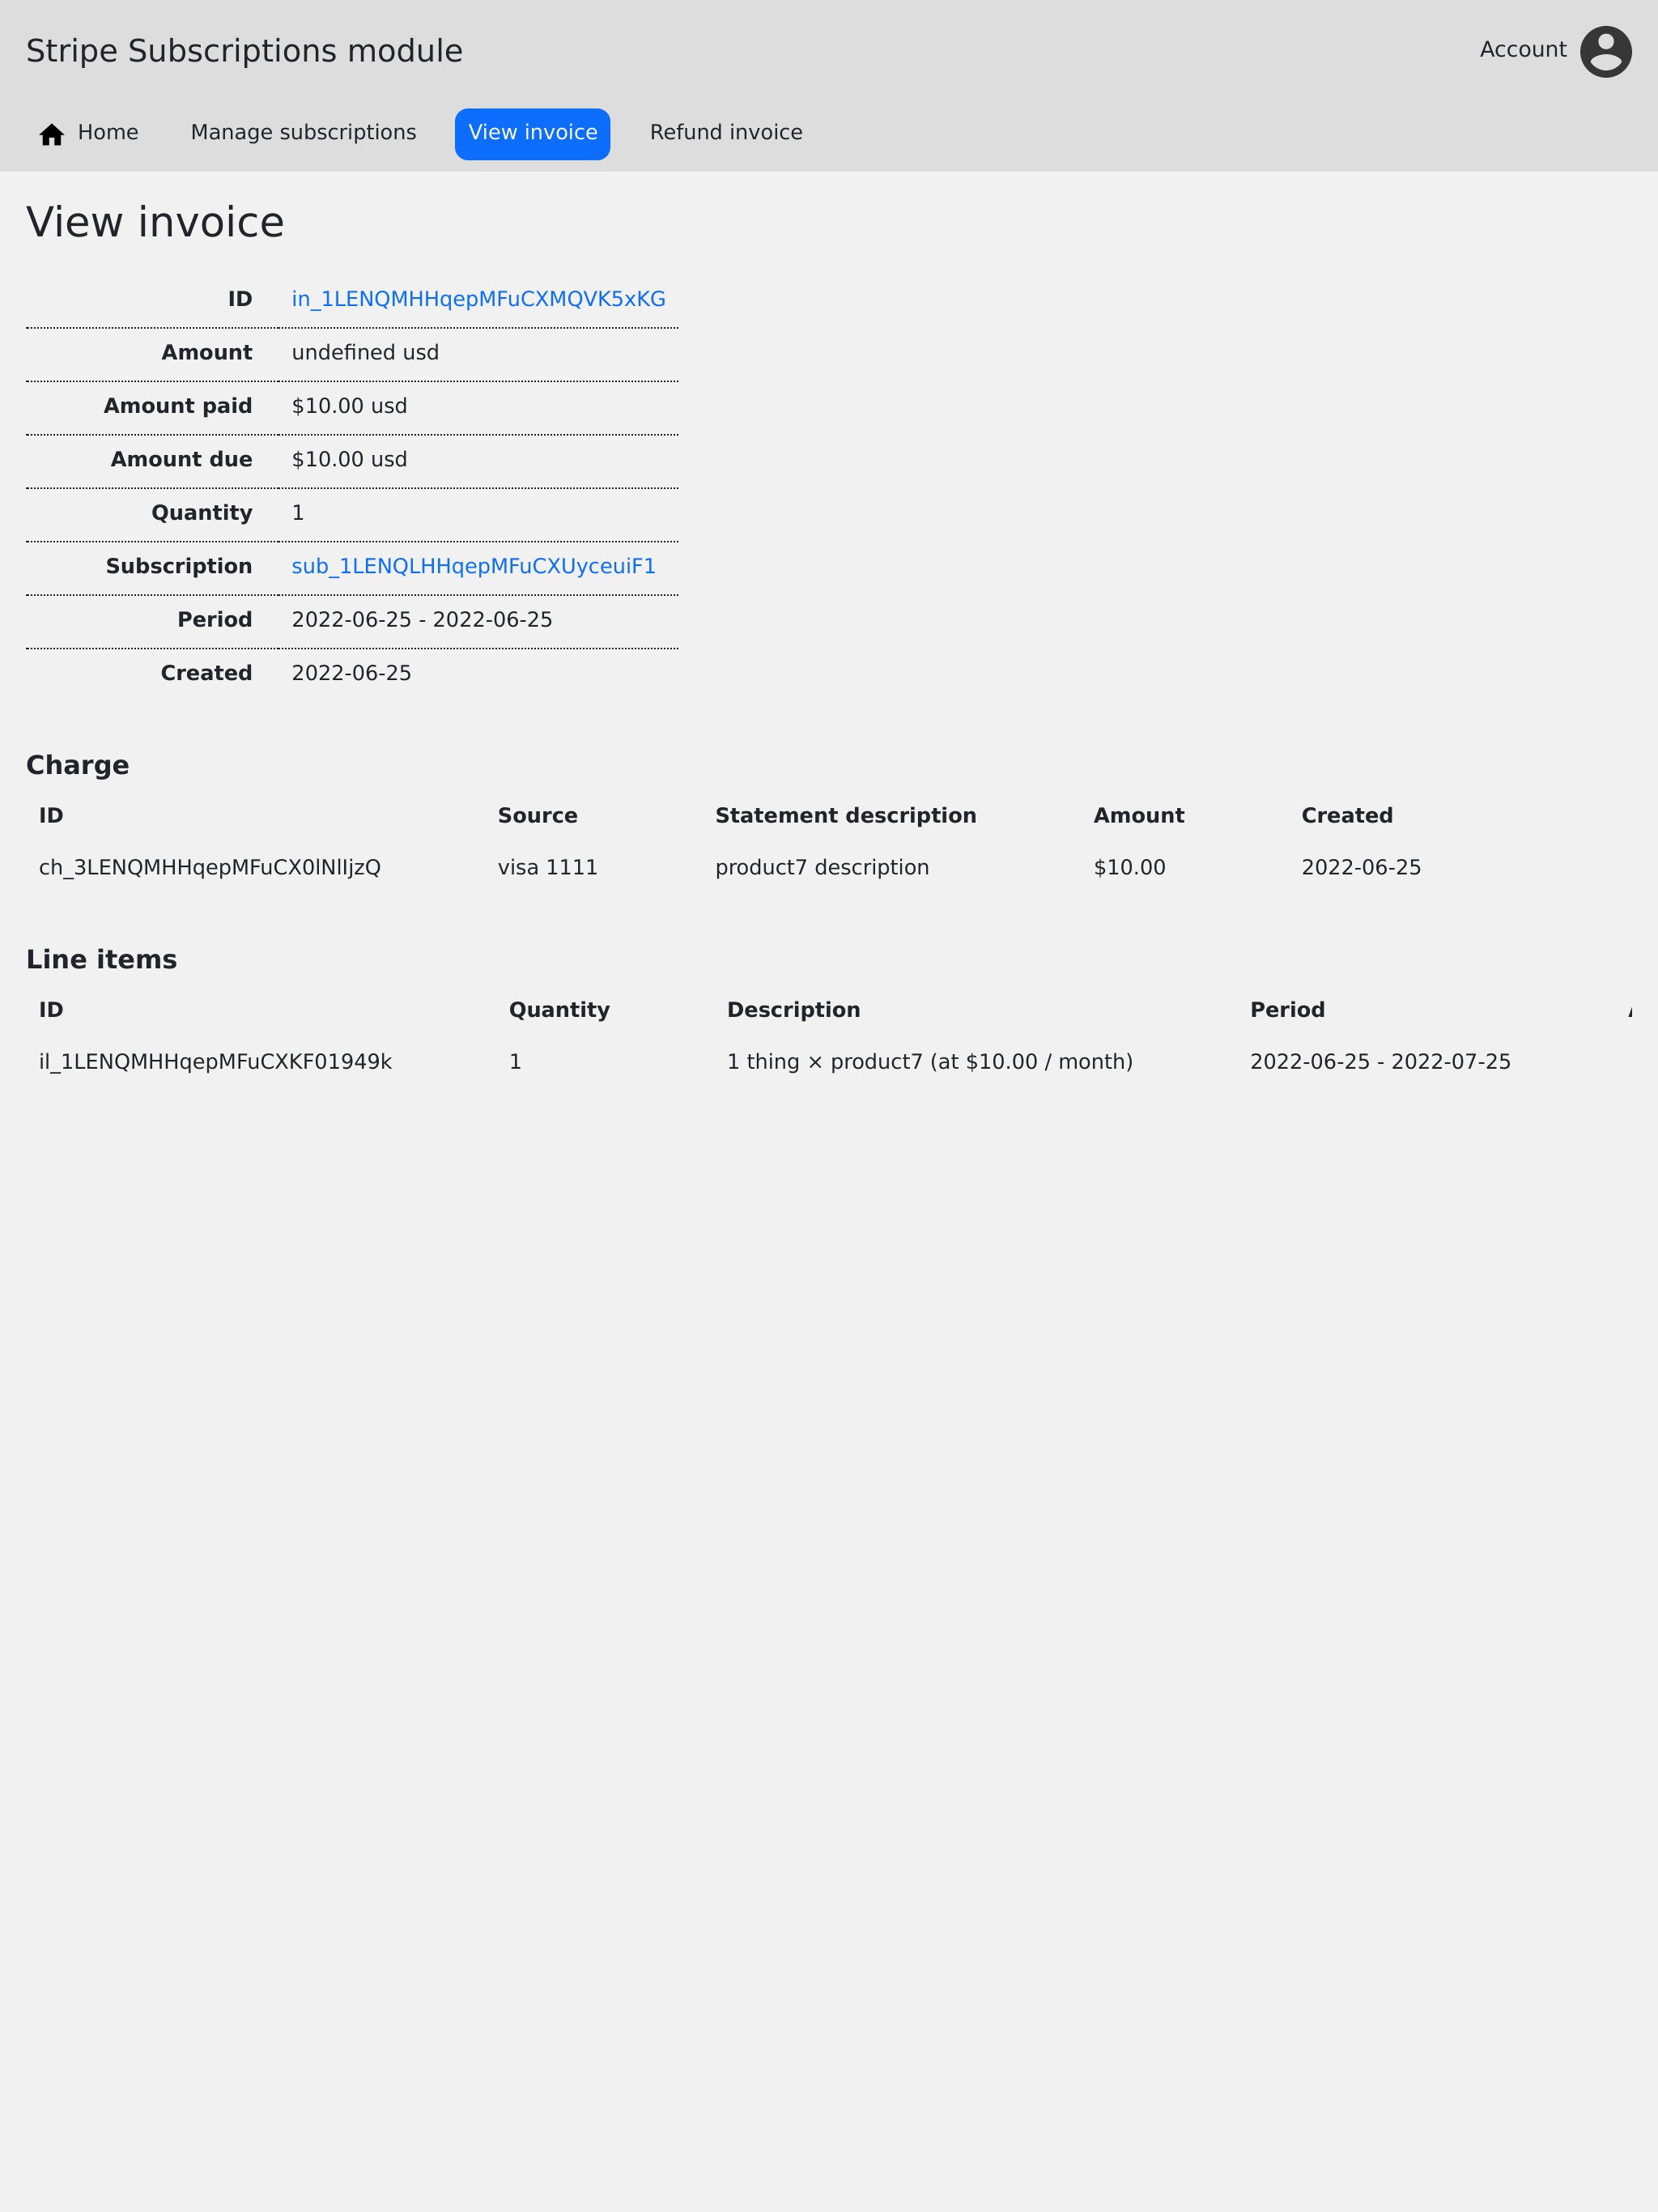 Stripe Subscriptions module
Account
Home Manage subscriptions View invoice Refund invoice
View invoice
ID in_1LENQMHHqepMFuCXMQVK5xKG
Amount undefined usd
Amount paid $10.00 usd
Amount due $10.00 usd
Quantity 1
Subscription sub_1LENQLHHqepMFuCXUyceuiF1
Period 2022-06-25 - 2022-06-25
Created 2022-06-25
Charge
ID Source Statement description Amount Created
ch_3LENQMHHqepMFuCX0lNlIjzQ visa 1111 product7 description $10.00 2022-06-25
Line items
ID Quantity Description Period
il_1LENQMHHqepMFuCXKF01949k 1 1 thing × product7 (at $10.00 / month) 2022-06-25 - 2022-07-25